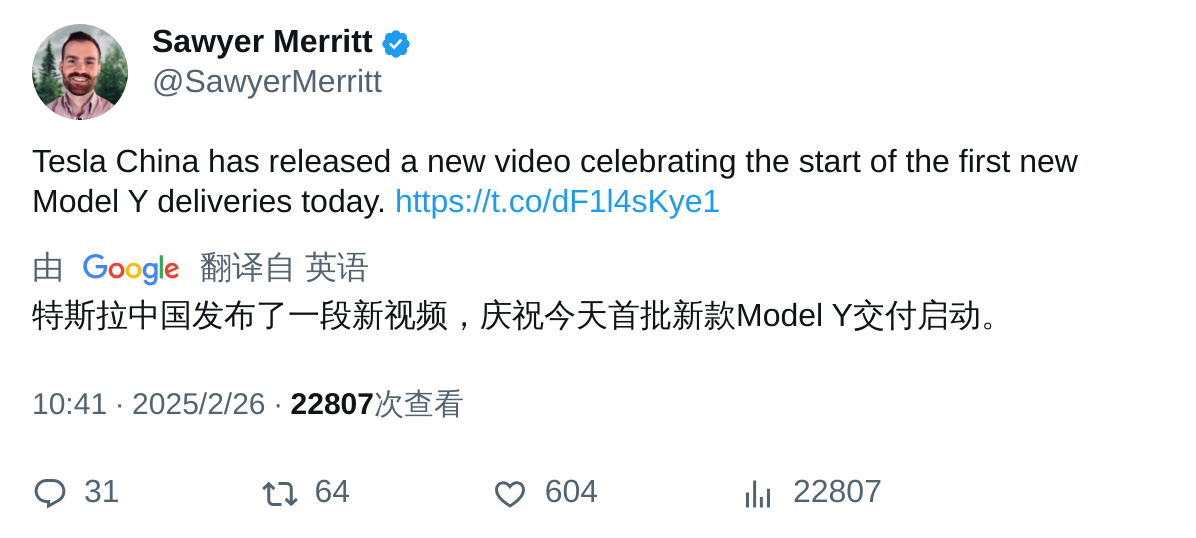 Sawyer Merritt
@SawyerMerritt
Tesla China has released a new video celebrating the start of the first new
Model Y deliveries today. https://t.co/dF1l4sKye1
由 Google 翻译自 英语
特斯拉中国发布了一段新视频，庆祝今天首批新款Model Y交付启动。
10:41 · 2025/2/26 · 22807次查看
31 64 604 22807